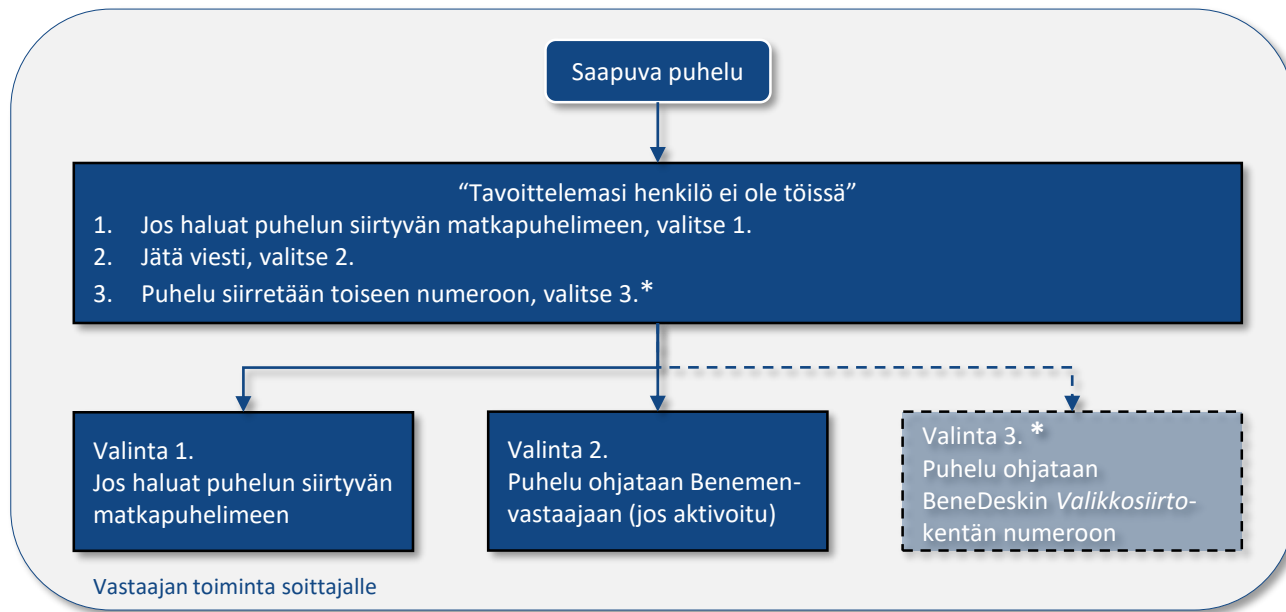 Saapuva puhelu
“Tavoittelemasi henkilö ei ole töissä”
1. Jos haluat puhelun siirtyvän matkapuhelimeen, valitse 1.
2. Jätä viesti, valitse 2.
3. Puhelu siirretään toiseen numeroon, valitse 3.*
Valinta 1.
Jos haluat puhelun siirtyvän
matkapuhelimeen
Valinta 2.
Puhelu ohjataan Benemen-
vastaajaan (jos aktivoitu)
Valinta 3. *
Puhelu ohjataan
BeneDeskin Valikkosiirto-
kentän numeroon
Vastaajan toiminta soittajalle